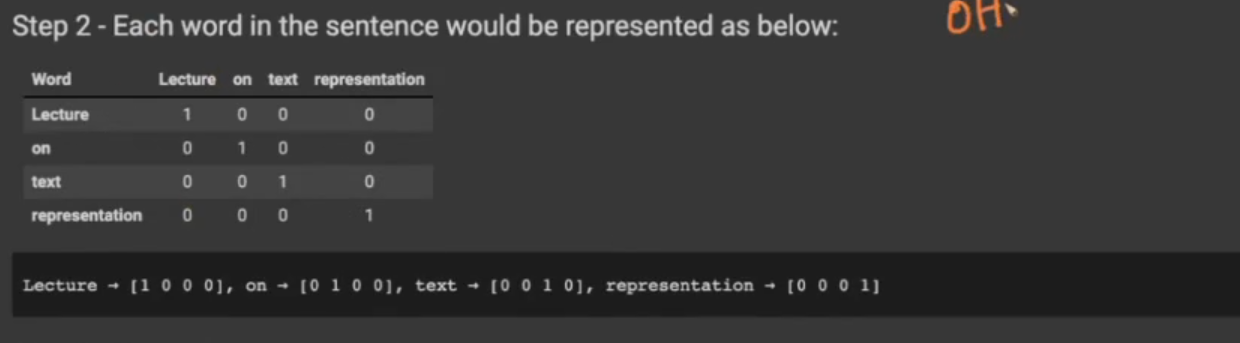 Step 2 - Each word in the sentence would be represented as below:
OH
Word Lecture on text representation
Lecture 1 0 0 0
on 0 1 0 0
text 0 0 1 0
representation 0 0 0 1
Lecture → [1 0 0 0], on → [0 1 0 0], text → [0 0 1 0], representation → [0 0 0 1]